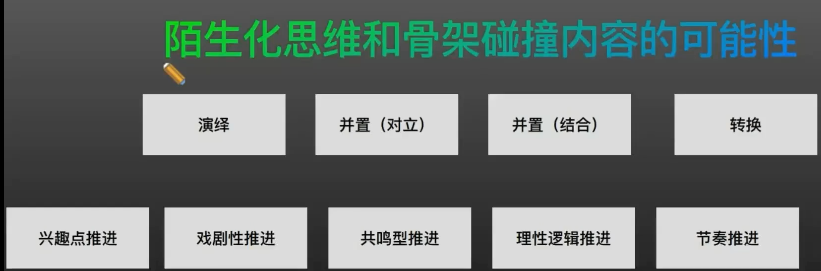 陌生化思维和骨架碰撞内容的可能性
演绎
并置（对立）
并置（结合）
转换
兴趣点推进
戏剧性推进
共鸣型推进
理性逻辑推进
节奏推进